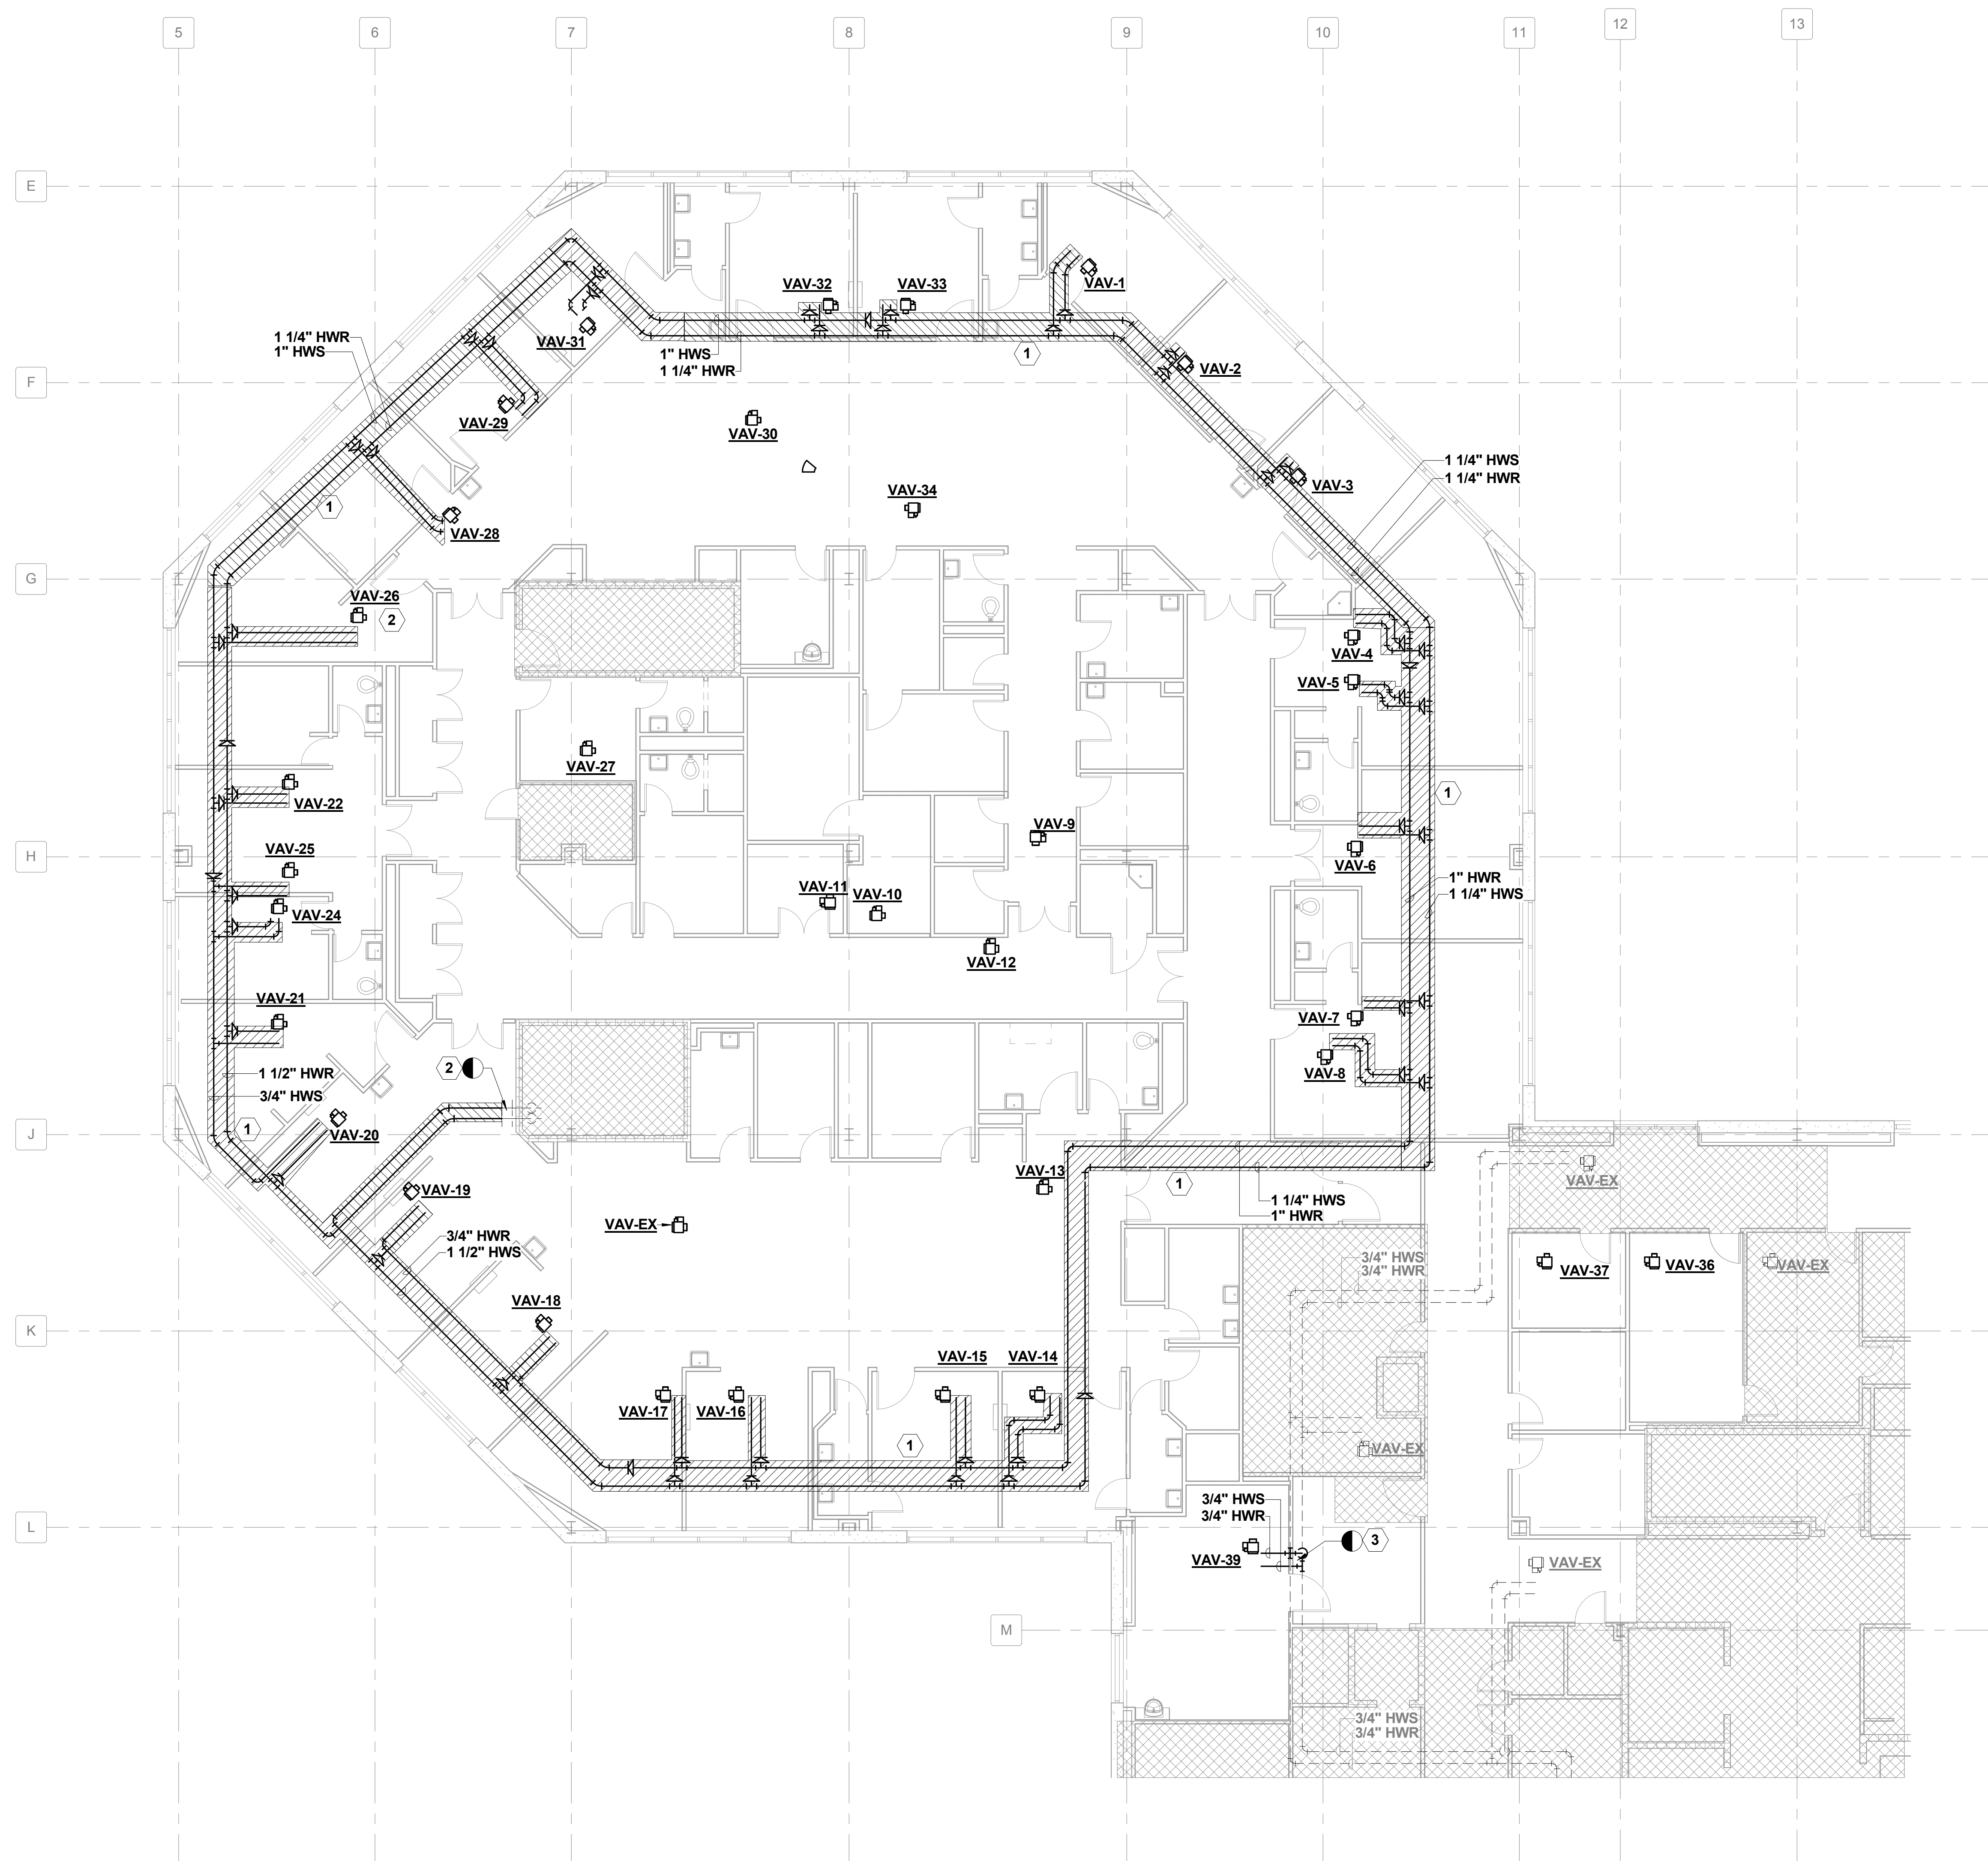 5 6 7 8 9 10 11 12 13
E
VAV-32 VAV-33 VAV-1
1 1/4" HWR
1" HWS
VAV-31
1" HWS
1 1/4" HWR
1
VAV-2
F
VAV-29
VAV-30
1 1/4" HWS
1 1/4" HWR
VAV-3
VAV-34
1
VAV-28
G
VAV-26
2
VAV-4
VAV-5
VAV-27
VAV-22
1
VAV-9
H
VAV-25
VAV-6
1" HWR
1 1/4" HWS
VAV-11
VAV-10
VAV-24
VAV-12
VAV-21
VAV-7
2
1 1/2" HWR
3/4" HWS
VAV-8
1
VAV-20
J
VAV-13
1
VAV-EX
VAV-19
1 1/4" HWS
1" HWR
VAV-EX
3/4" HWR
1 1/2" HWS
3/4" HWS
3/4" HWR
VAV-37
VAV-36
VAV-EX
VAV-18
K
VAV-15
VAV-14
VAV-17
VAV-16
1
VAV-EX
3/4" HWS
3/4" HWR
L
3
VAV-39
VAV-EX
M
3/4" HWS
3/4" HWR